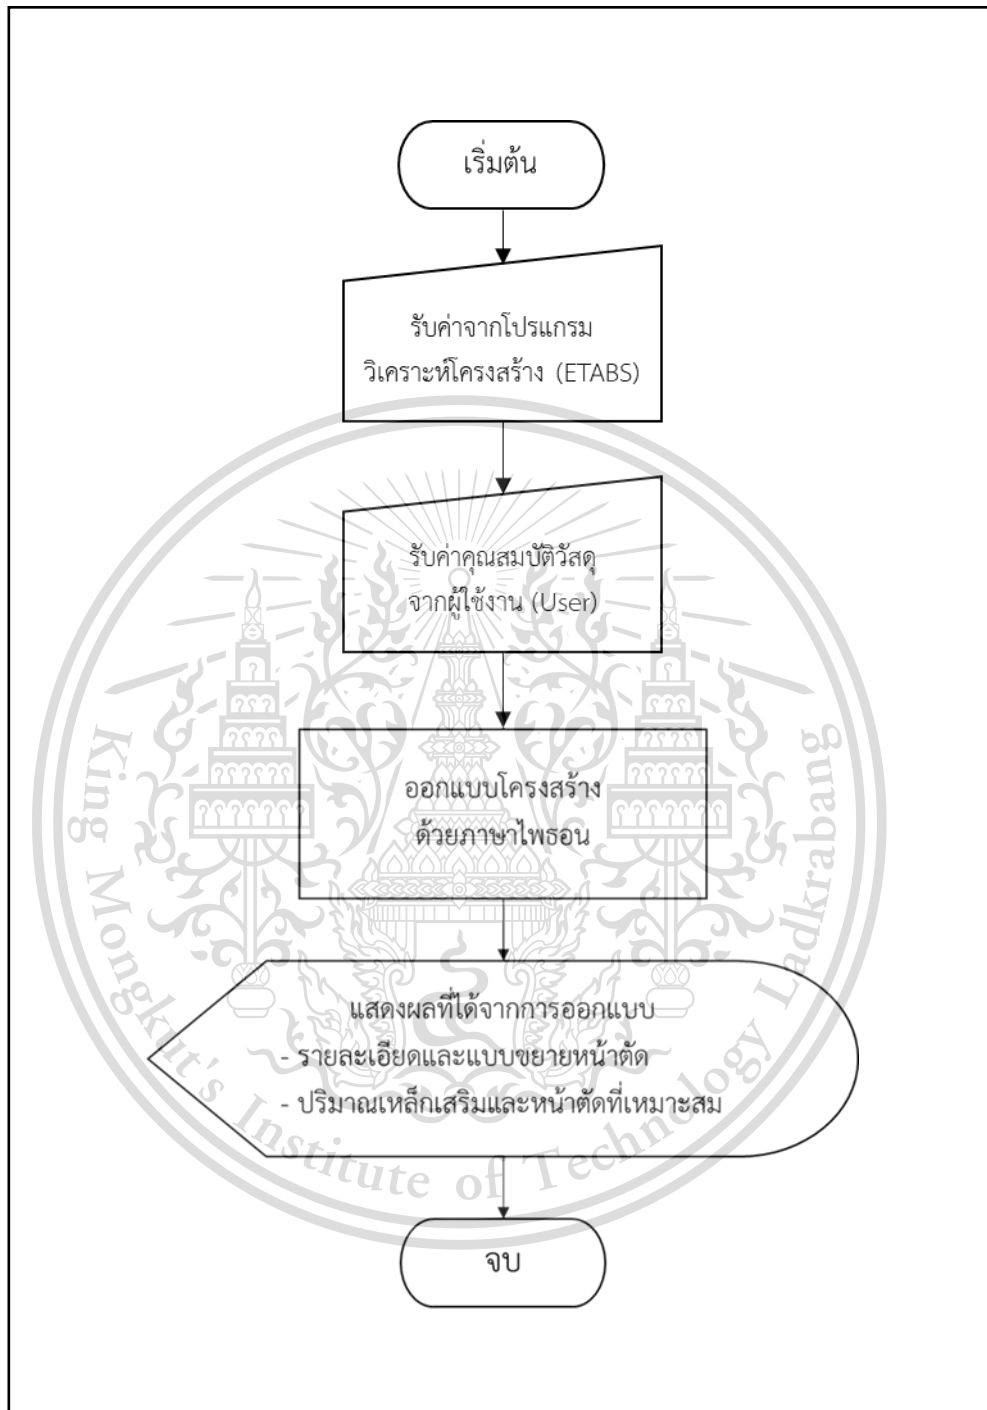 เริ่มต้น
รับค่าจากโปรแกรม
วิเคราะห์โครงสร้าง (ETABS)
รับค่าคุณสมบัติวัสดุ
จากผู้ใช้งาน (User)
ออกแบบโครงสร้าง
ด้วยภาษาไพธอน
แสดงผลที่ได้จากการออกแบบ
- รายละเอียดและแบบขยายหน้าตัด
- ปริมาณเหล็กเสริมและหน้าตัดที่เหมาะสม
จบ
King Mongkut's Institute of Technology Ladkrabang